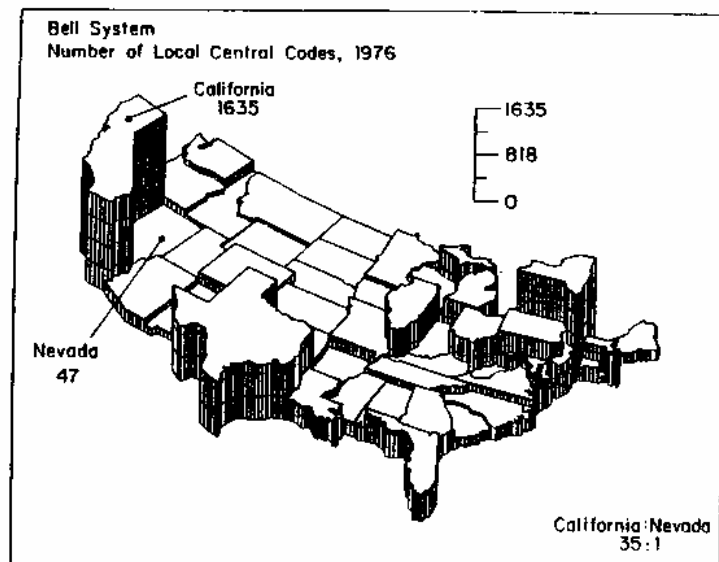 Bell System
Number of Local Central Codes, 1976
California
1635
1635
818
0
Nevada
47
California:Nevada
35:1